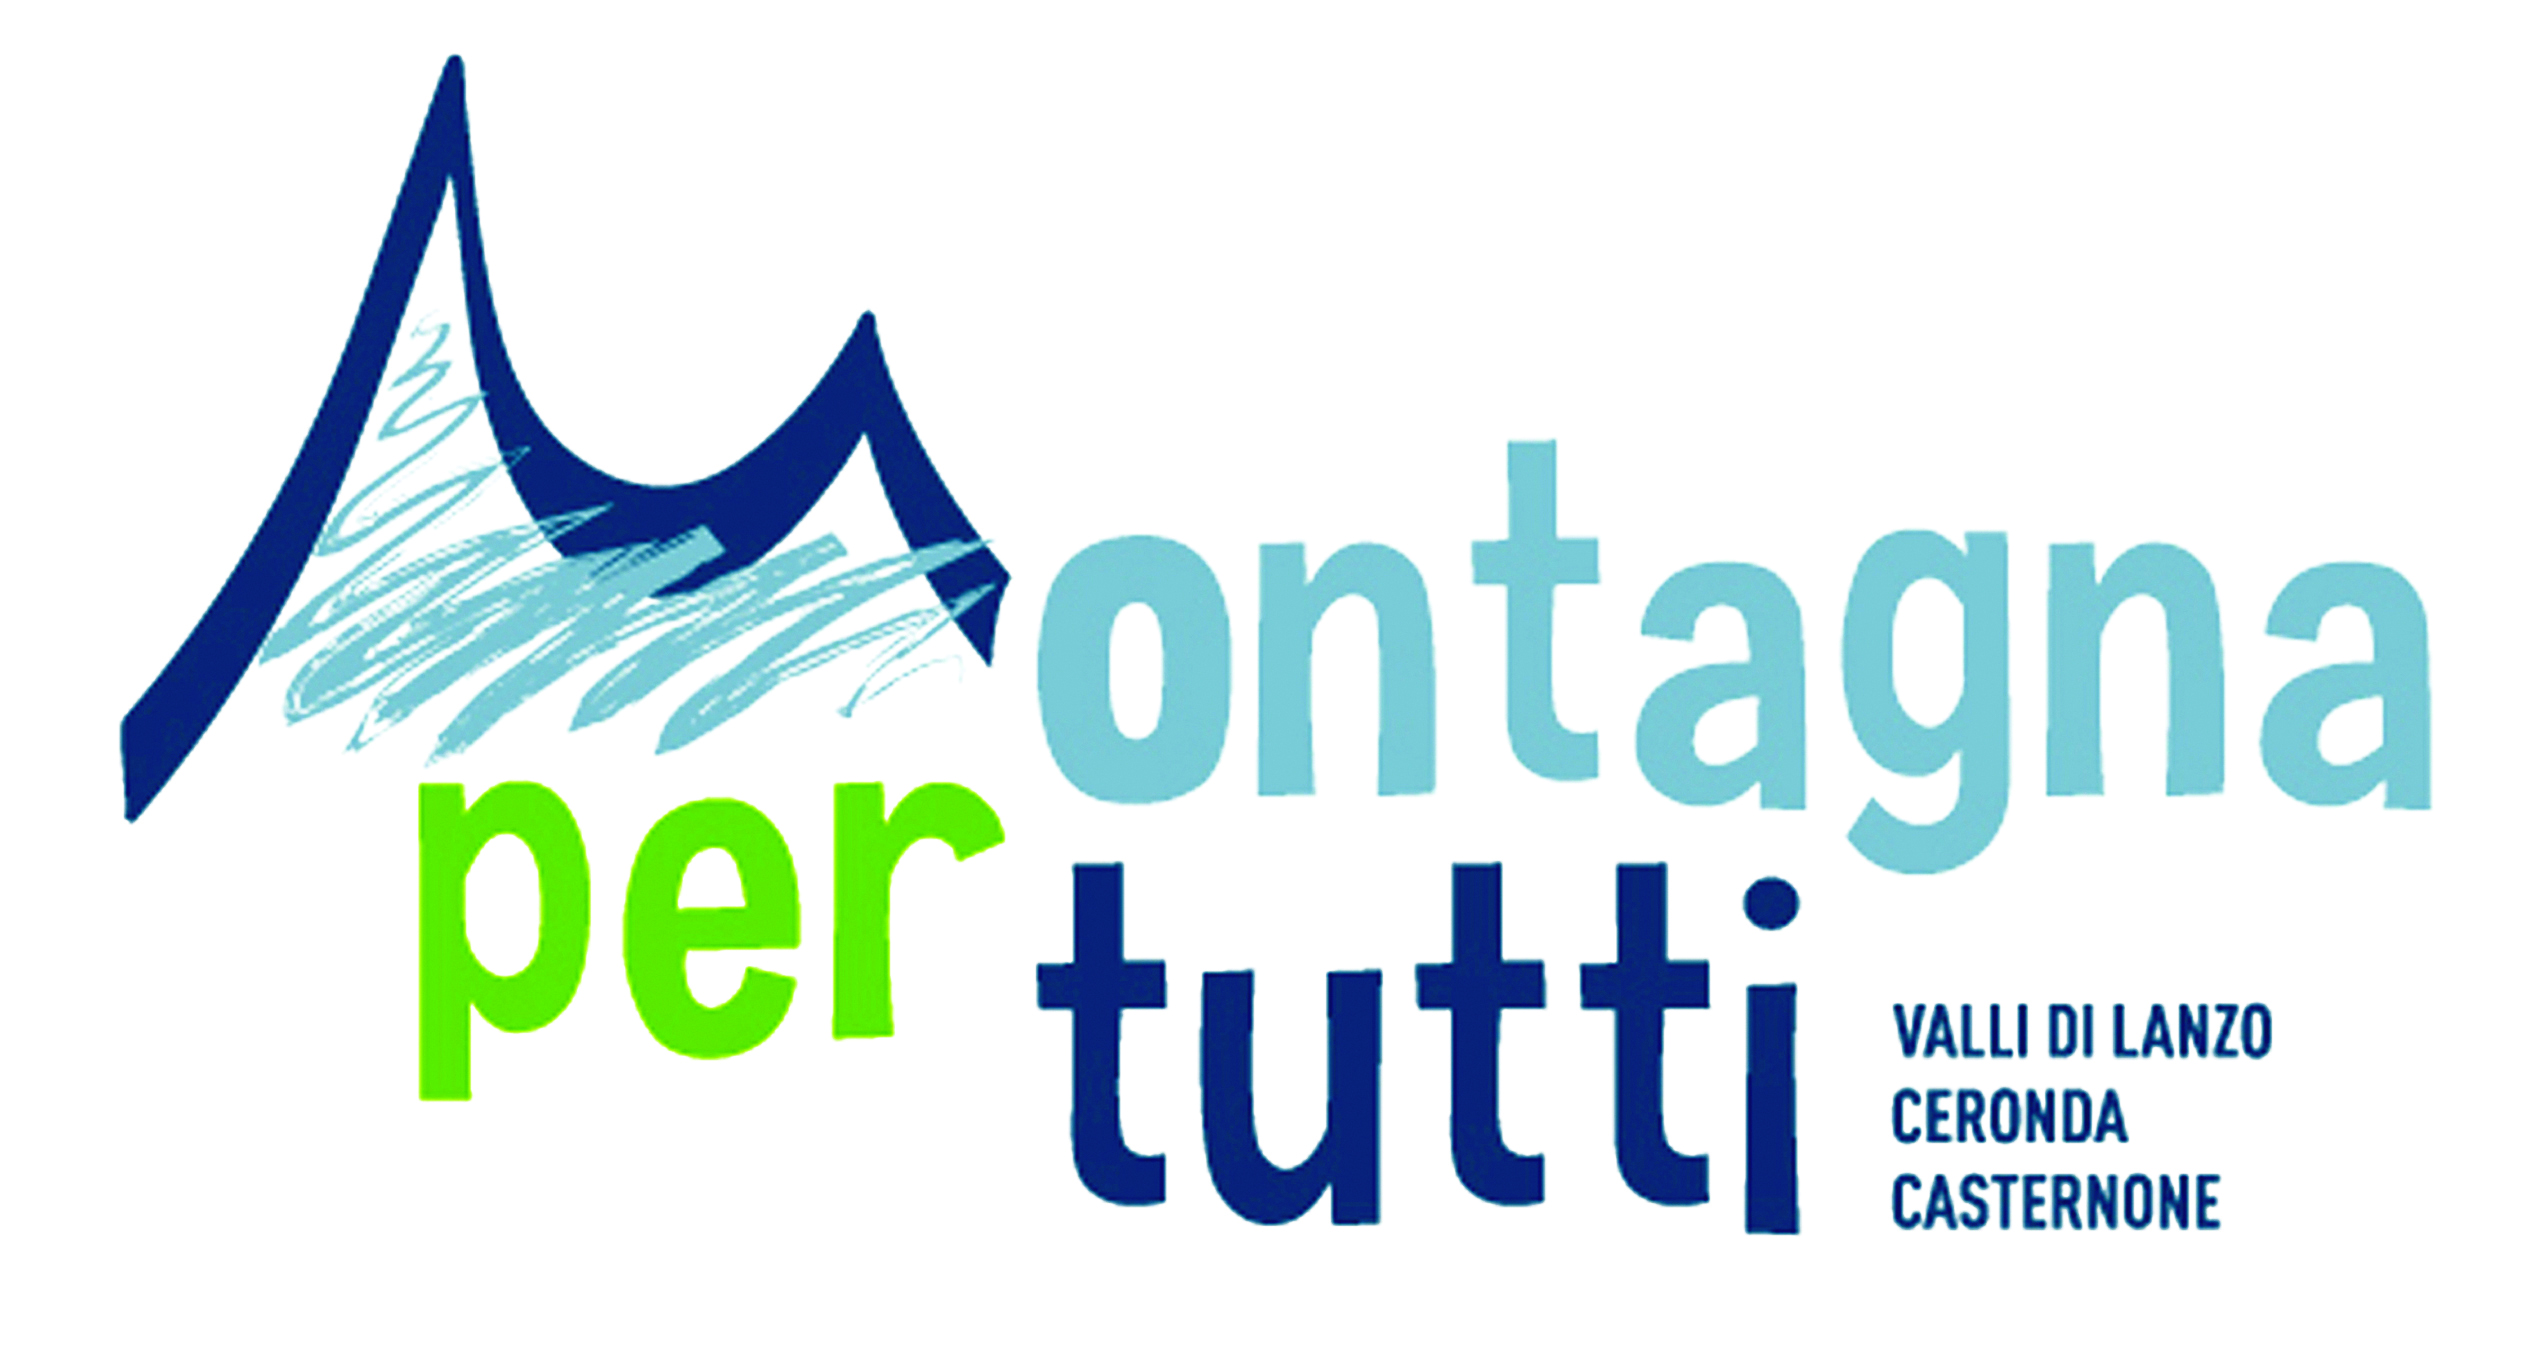 Montagna
per
tutti
VALLI DI LANZO
CERONDA
CASTERNONE